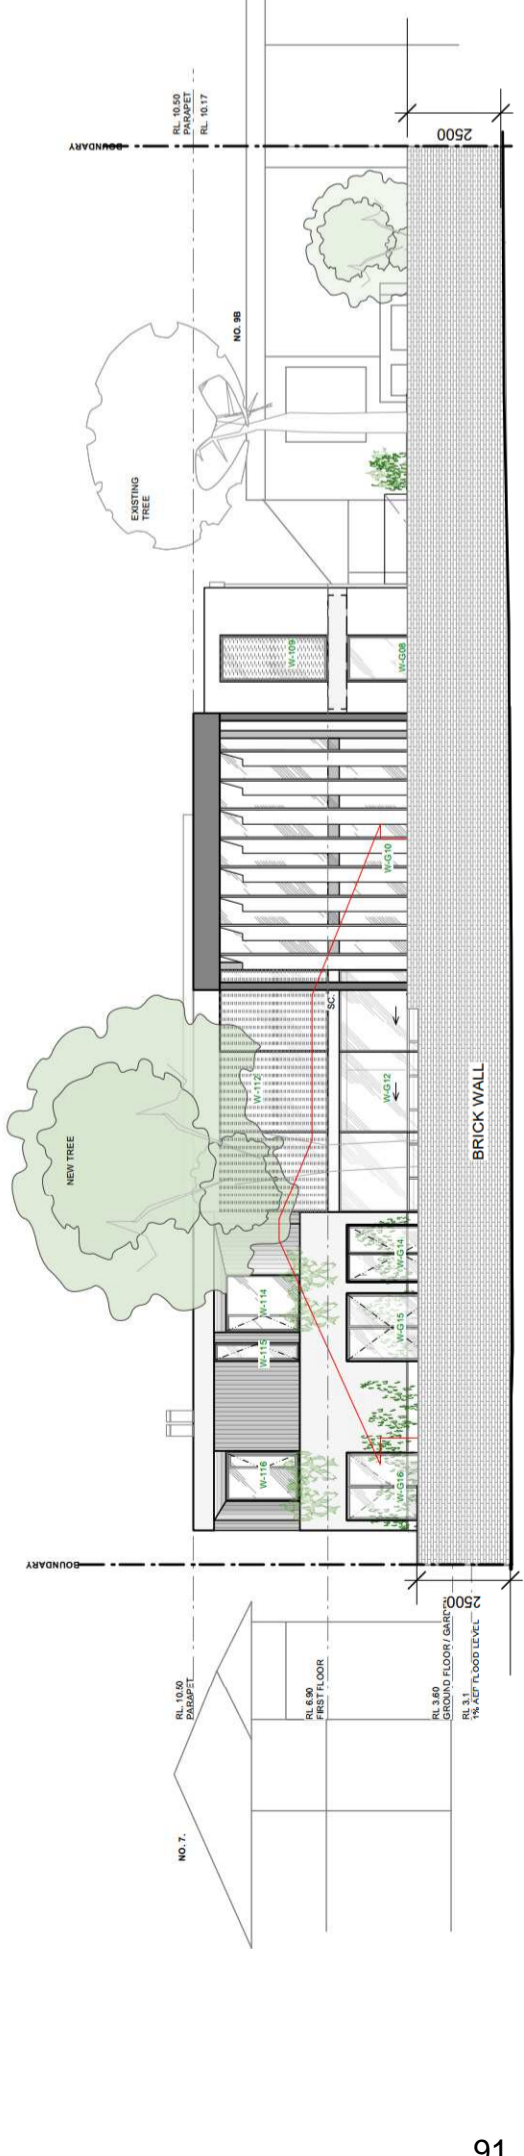 NO. 7.
RL. 10.50
PARAPET
RL 6.90
FIRST FLOOR
RL 3.60
GROUND FLOOR / GARDEN
RL 3.1
1% AEP FLOOD LEVEL
2500
BOUNDARY
W-116
W-G16
W-115
W-114
W-G15
W-G14
NEW TREE
W-112
W-G12
SC.
BRICK WALL
W-G10
W-109
W-G08
EXISTING
TREE
NO. 9B
BOUNDARY
RL. 10.50
PARAPET
RL 10.17
2500
91